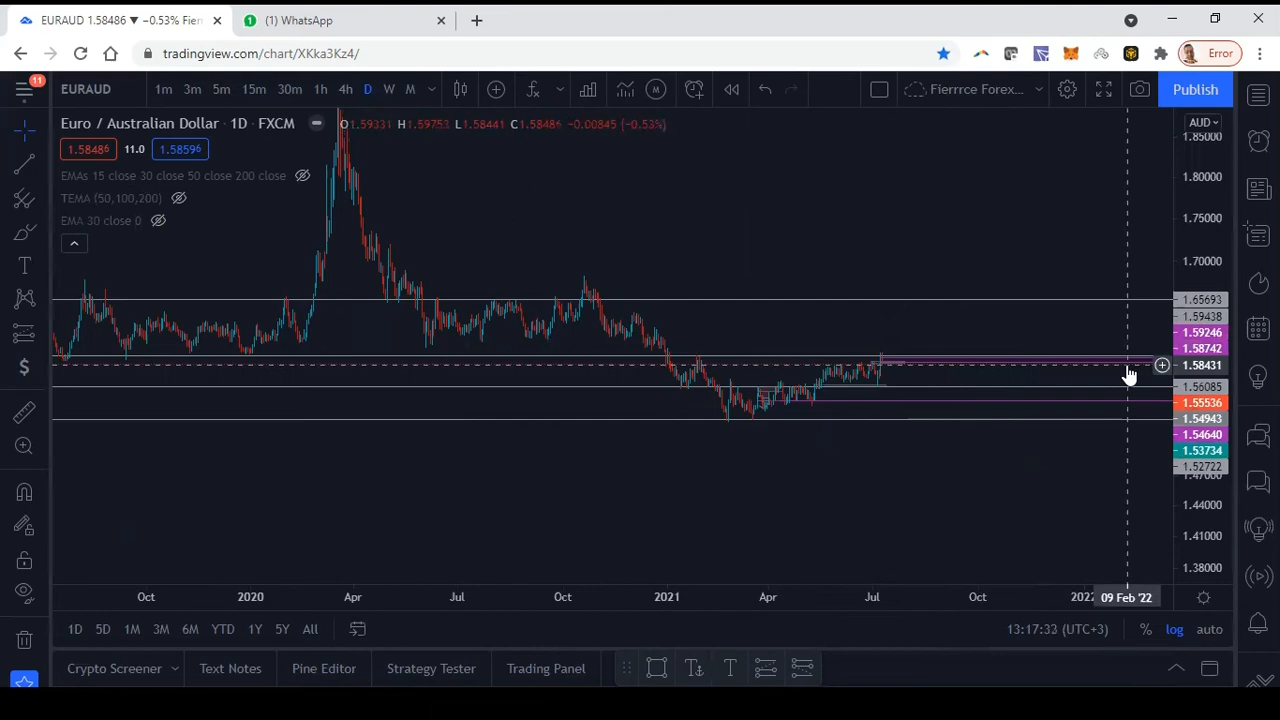 EURAUD 1.58486 ▼ −0.53% Fierr
(1) WhatsApp
tradingview.com/chart/XKka3Kz4/
Error
11
EURAUD
1m 3m 5m 15m 30m 1h 4h D W M
Fierrrce Forex...
Publish
Euro / Australian Dollar · 1D · FXCM
O1.59331 H1.59753 L1.58441 C1.58486 −0.00845 (−0.53%)
AUD
1.58486 11.0 1.58596
EMAs 15 close 30 close 50 close 200 close
TEMA (50,100,200)
EMA 30 close 0
1.85000
1.80000
1.75000
1.70000
1.65693
1.59438
1.59246
1.58742
1.58431
1.56085
1.55536
1.54943
1.54640
1.53734
1.52722
1.47000
1.44000
1.41000
1.38000
Oct 2020 Apr Jul Oct 2021 Apr Jul Oct 2022 09 Feb '22
1D 5D 1M 3M 6M YTD 1Y 5Y All
13:17:33 (UTC+3) % log auto
Crypto Screener Text Notes Pine Editor Strategy Tester Trading Panel